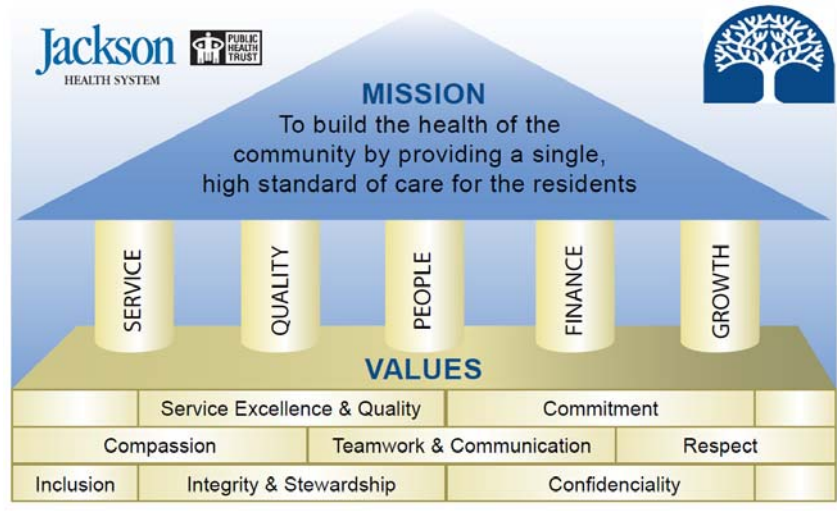 Jackson
HEALTH SYSTEM
PUBLIC
HEALTH
TRUST
MISSION
To build the health of the
community by providing a single,
high standard of care for the residents
SERVICE
QUALITY
PEOPLE
FINANCE
GROWTH
VALUES
Service Excellence & Quality
Commitment
Compassion
Teamwork & Communication
Respect
Inclusion
Integrity & Stewardship
Confidenciality